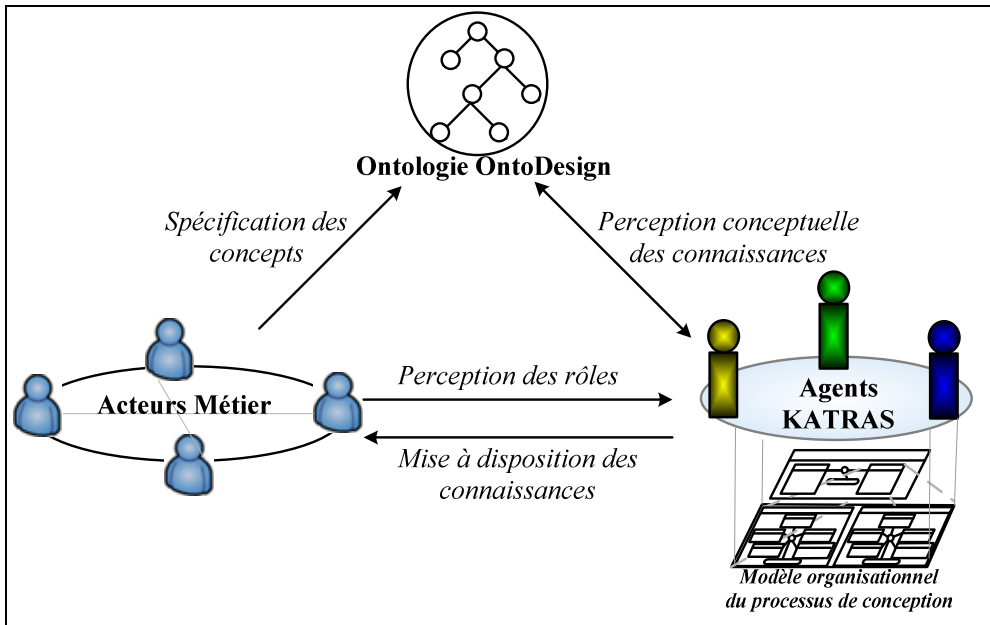 Ontologie OntoDesign
Spécification des
concepts
Perception conceptuelle
des connaissances
Acteurs Métier
Perception des rôles
Mise à disposition des
connaissances
Agents
KATRAS
Modèle organisationnel
du processus de conception